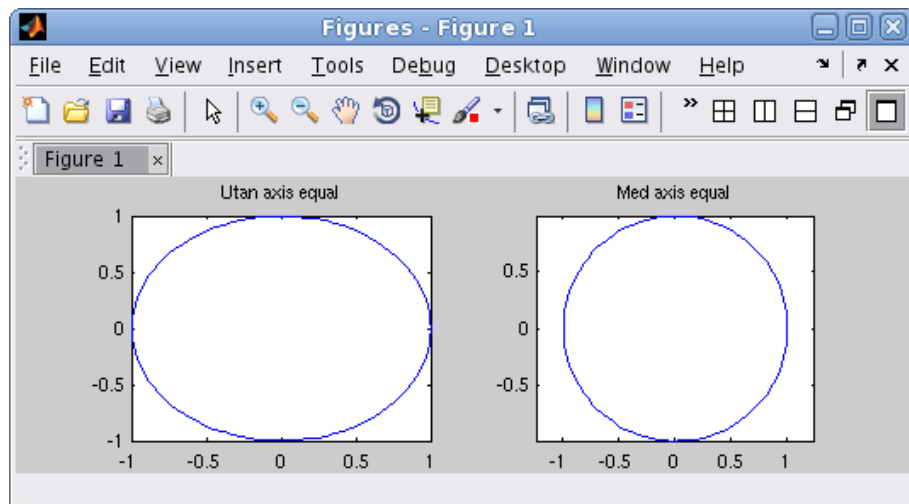 Figures - Figure 1
File Edit View Insert Tools Debug Desktop Window Help
Figure 1
Utan axis equal
1
0.5
0
-0.5
-1
-1 -0.5 0 0.5 1
Med axis equal
0.5
0
-0.5
-1 -0.5 0 0.5 1